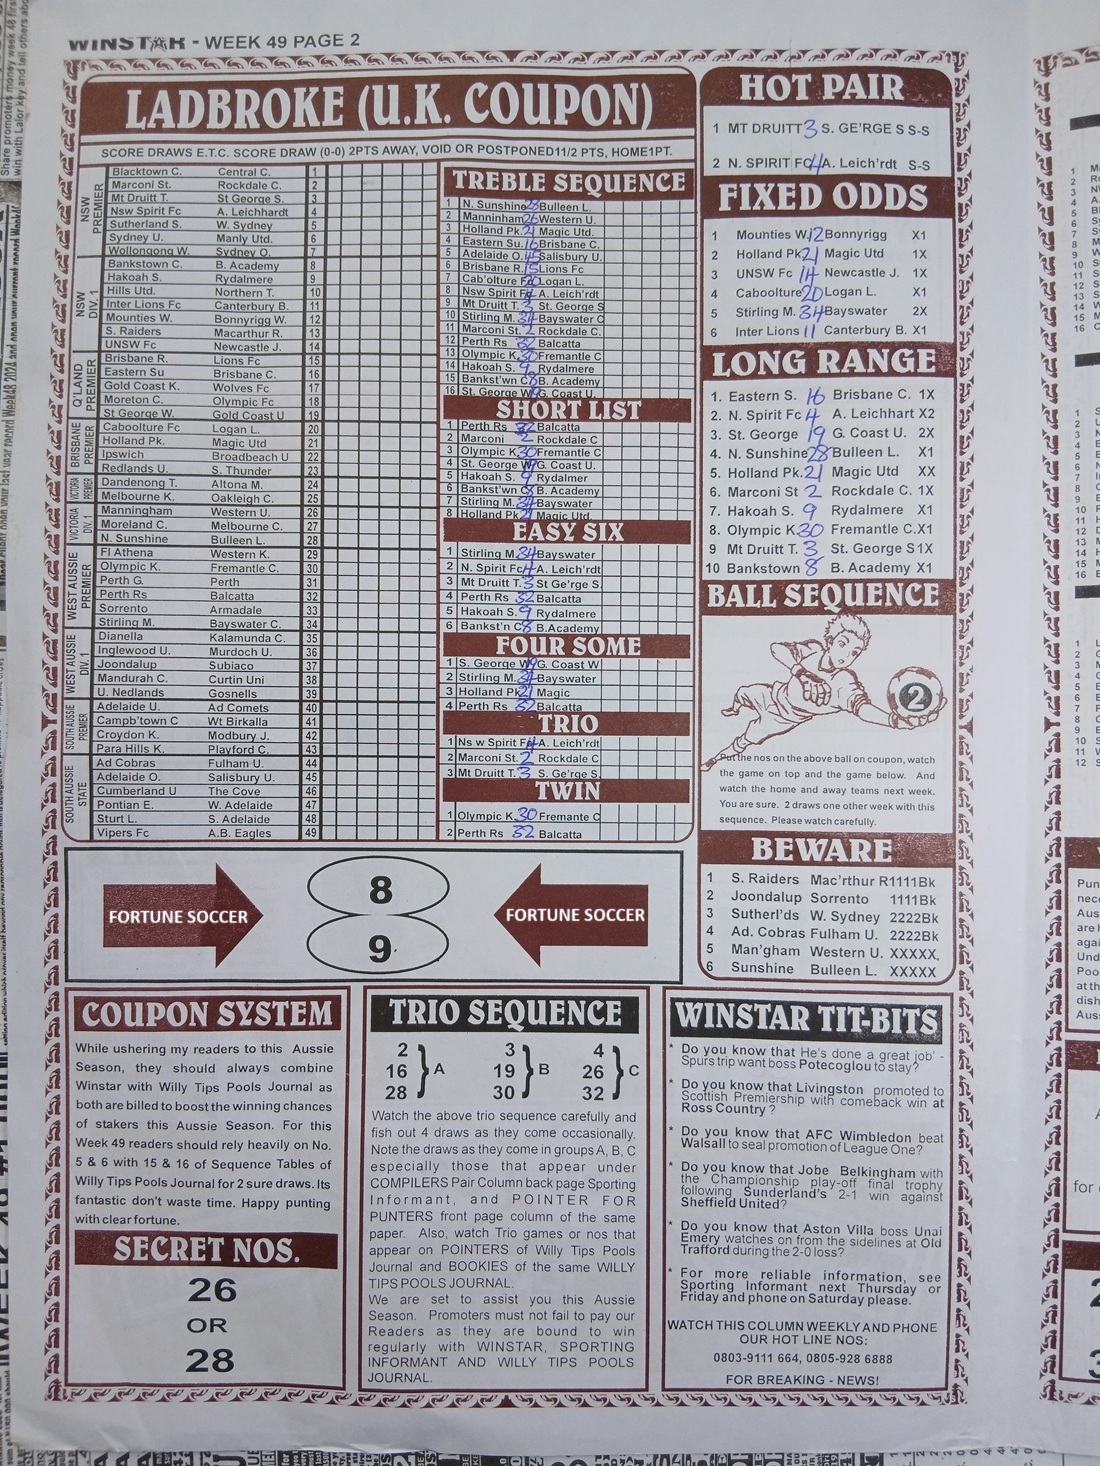 WINSTAR - WEEK 49 PAGE 2
LADBROKE (U.K. COUPON)
SCORE DRAWS E.T.C. SCORE DRAW (0-0) 2PTS AWAY, VOID OR POSTPONED11/2 PTS, HOME1PT.
NSW PREMIER
Blacktown C. Central C. 1
Marconi St. Rockdale C. 2
Mt Druitt T. St George S. 3
Nsw Spirit Fc A. Leichhardt 4
Sutherland S. W. Sydney 5
Sydney U. Manly Utd. 6
Wollongong W. Sydney O. 7
NSW DIV. 1
Bankstown C. B. Academy 8
Hakoah S. Rydalmere 9
Hills Utd. Northern T. 10
Inter Lions Fc Canterbury B. 11
Mounties W. Bonnyrigg W. 12
S. Raiders Macarthur R. 13
UNSW Fc Newcastle J. 14
Q'LAND PREMIER
Brisbane R. Lions Fc 15
Eastern Su Brisbane C. 16
Gold Coast K. Wolves Fc 17
Moreton C. Olympic Fc 18
St George W. Gold Coast U 19
BRISBANE PREMIER
Caboolture Fc Logan L. 20
Holland Pk. Magic Utd 21
Ipswich Broadbeach U 22
Redlands U. S. Thunder 23
VICTORIA PREMIER
Dandenong T. Altona M. 24
Melbourne K. Oakleigh C. 25
VICTORIA DIV. 1
Manningham Western U. 26
Moreland C. Melbourne C. 27
N. Sunshine Bulleen L. 28
WEST AUSSIE PREMIER
Fl Athena Western K. 29
Olympic K. Fremantle C. 30
Perth G. Perth 31
Perth Rs Balcatta 32
Sorrento Armadale 33
Stirling M. Bayswater C. 34
WEST AUSSIE DIV. 1
Dianella Kalamunda C. 35
Inglewood U. Murdoch U. 36
Joondalup Subiaco 37
Mandurah C. Curtin Uni 38
U. Nedlands Gosnells 39
SOUTH AUSSIE PREMIER
Adelaide U. Ad Comets 40
Campb'town C Wt Birkalla 41
Croydon K. Modbury J. 42
Para Hills K. Playford C. 43
SOUTH AUSSIE STATE
Ad Cobras Fulham U. 44
Adelaide O. Salisbury U. 45
Cumberland U The Cove 46
Pontian E. W. Adelaide 47
Sturt L. S. Adelaide 48
Vipers Fc A.B. Eagles 49
TREBLE SEQUENCE
1 N. Sunshine 28 Bulleen L.
2 Manninham 26 Western U.
3 Holland Pk. 21 Magic Utd.
4 Eastern Su. 16 Brisbane C.
5 Adelaide O. 45 Salisbury U.
6 Brisbane R. 15 Lions Fc
7 Cab'olture F 20 Logan L.
8 Nsw Spirit F 4 A. Leich'rdt
9 Mt Druitt T. 3 St. George S
10 Stirling M. 34 Bayswater C
11 Marconi St. 2 Rockdale C.
12 Perth Rs 32 Balcatta
13 Olympic K. 30 Fremantle C
14 Hakoah S. 9 Rydalmere
15 Bankst'wn C 8 B. Academy
16 St. George W 19 G. Coast U.
SHORT LIST
1 Perth Rs 32 Balcatta
2 Marconi 2 Rockdale C
3 Olympic K. 30 Fremantle C
4 St. George W 19 G. Coast U.
5 Hakoah S. 9 Rydalmer
6 Bankst'wn C 8 B. Academy
7 Stirling M. 34 Bayswater
8 Holland Pk 21 Magic Utd
EASY SIX
1 Stirling M. 34 Bayswater
2 N. Spirit Fc 4 A. Leich'rdt
3 Mt Druitt T. 3 St Ge'rge S.
4 Perth Rs 32 Balcatta
5 Hakoah S. 9 Rydalmere
6 Bankst'n C 8 B.Academy
FOUR SOME
1 S. George W 19 G. Coast W
2 Stirling M. 34 Bayswater
3 Holland Pk 21 Magic
4 Perth Rs 32 Balcatta
TRIO
1 Ns w Spirit F 4 A. Leich'rdt
2 Marconi St. 2 Rockdale C
3 Mt Druitt T. 3 S. Ge'rge S.
TWIN
1 Olympic K. 30 Fremante C
2 Perth Rs 32 Balcatta
HOT PAIR
1 MT DRUITT 3 S. GE'RGE S S-S
2 N. SPIRIT FC 4 A. Leich'rdt S-S
FIXED ODDS
1 Mounties W. 12 Bonnyrigg X1
2 Holland Pk 21 Magic Utd 1X
3 UNSW Fc 14 Newcastle J. 1X
4 Caboolture 20 Logan L. X1
5 Stirling M. 34 Bayswater 2X
6 Inter Lions 11 Canterbury B. X1
LONG RANGE
1. Eastern S. 16 Brisbane C. 1X
2. N. Spirit Fc 4 A. Leichhart X2
3. St. George 19 G. Coast U. 2X
4. N. Sunshine 28 Bulleen L. X1
5. Holland Pk. 21 Magic Utd XX
6. Marconi St 2 Rockdale C. 1X
7. Hakoah S. 9 Rydalmere X1
8. Olympic K 30 Fremantle C. X1
9 Mt Druitt T. 3 St. George S 1X
10 Bankstown 8 B. Academy X1
BALL SEQUENCE
2
Put the nos on the above ball on coupon, watch
the game on top and the game below. And
watch the home and away teams next week.
You are sure. 2 draws one other week with this
sequence. Please watch carefully.
BEWARE
1 S. Raiders Mac'rthur R1111Bk
2 Joondalup Sorrento 1111Bk
3 Sutherl'ds W. Sydney 2222Bk
4 Ad. Cobras Fulham U. 2222Bk
5 Man'gham Western U. XXXXX,
6 Sunshine Bulleen L. XXXXX
FORTUNE SOCCER
8
9
FORTUNE SOCCER
COUPON SYSTEM
While ushering my readers to this Aussie
Season, they should always combine
Winstar with Willy Tips Pools Journal as
both are billed to boost the winning chances
of stakers this Aussie Season. For this
Week 49 readers should rely heavily on No.
5 & 6 with 15 & 16 of Sequence Tables of
Willy Tips Pools Journal for 2 sure draws. Its
fantastic don't waste time. Happy punting
with clear fortune.
SECRET NOS.
26
OR
28
TRIO SEQUENCE
2 3 4
16 A 19 B 26 C
28 30 32
Watch the above trio sequence carefully and
fish out 4 draws as they come occasionally.
Note the draws as they come in groups A, B, C
especially those that appear under
COMPILERS Pair Column back page Sporting
Informant, and POINTER FOR
PUNTERS front page column of the same
paper. Also, watch Trio games or nos that
appear on POINTERS of Willy Tips Pools
Journal and BOOKIES of the same WILLY
TIPS POOLS JOURNAL.
We are set to assist you this Aussie
Season. Promoters must not fail to pay our
Readers as they are bound to win
regularly with WINSTAR, SPORTING
INFORMANT AND WILLY TIPS POOLS
JOURNAL.
WINSTAR TIT-BITS
* Do you know that He's done a great job' -
Spurs trip want boss Potecoglou to stay?
* Do you know that Livingston promoted to
Scottish Premiership with comeback win at
Ross Country ?
* Do you know that AFC Wimbledon beat
Walsall to seal promotion of League One?
* Do you know that Jobe Belkingham with
the Championship play-off final trophy
following Sunderland's 2-1 win against
Sheffield United?
* Do you know that Aston Villa boss Unai
Emery watches on from the sidelines at Old
Trafford during the 2-0 loss?
* For more reliable information, see
Sporting Informant next Thursday or
Friday and phone on Saturday please.
WATCH THIS COLUMN WEEKLY AND PHONE
OUR HOT LINE NOS:
0803-9111 664, 0805-928 6888
FOR BREAKING - NEWS!